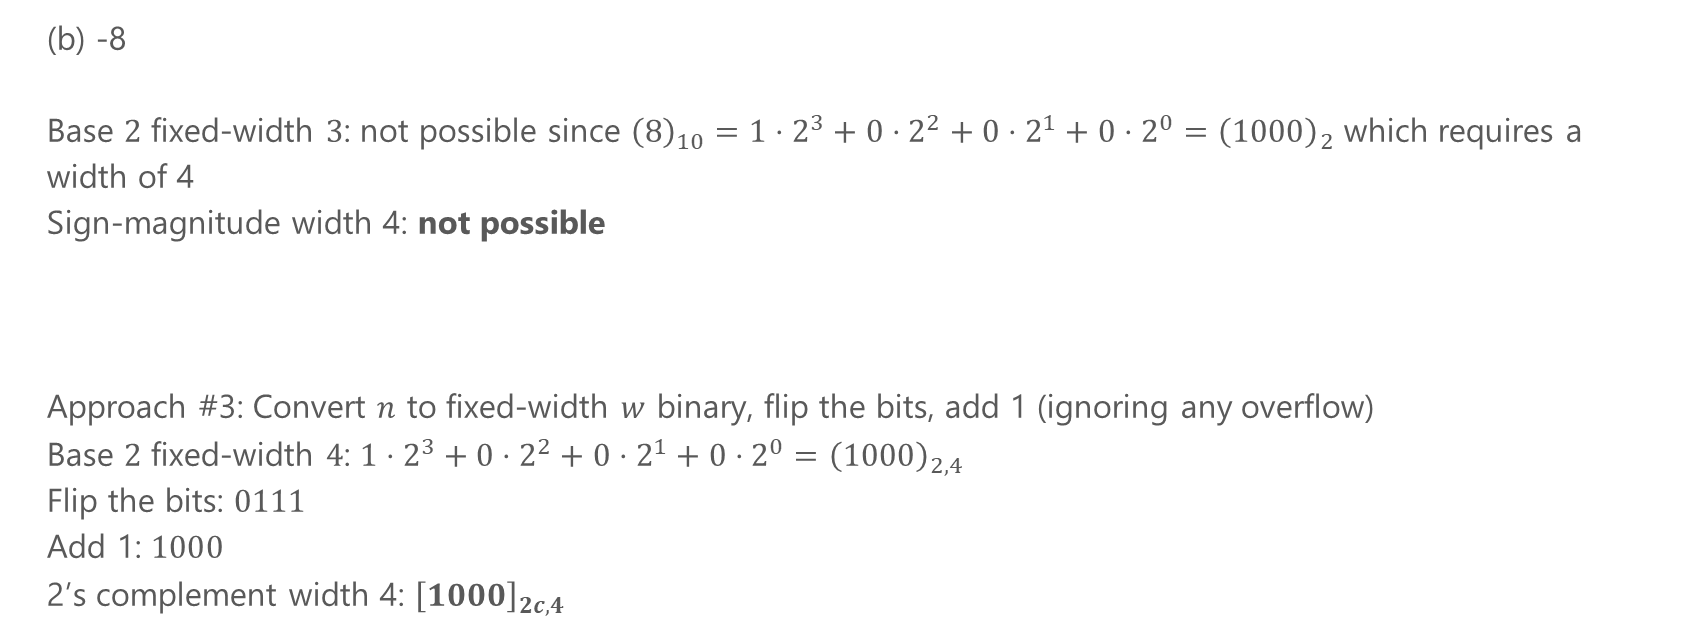 (b) -8
Base 2 fixed-width 3: not possible since (8)₁₀ = 1 · 2³ + 0 · 2² + 0 · 2¹ + 0 · 2⁰ = (1000)₂ which requires a
width of 4
Sign-magnitude width 4: not possible
Approach #3: Convert n to fixed-width w binary, flip the bits, add 1 (ignoring any overflow)
Base 2 fixed-width 4: 1 · 2³ + 0 · 2² + 0 · 2¹ + 0 · 2⁰ = (1000)₂,₄
Flip the bits: 0111
Add 1: 1000
2’s complement width 4: [1000]₂c,₄